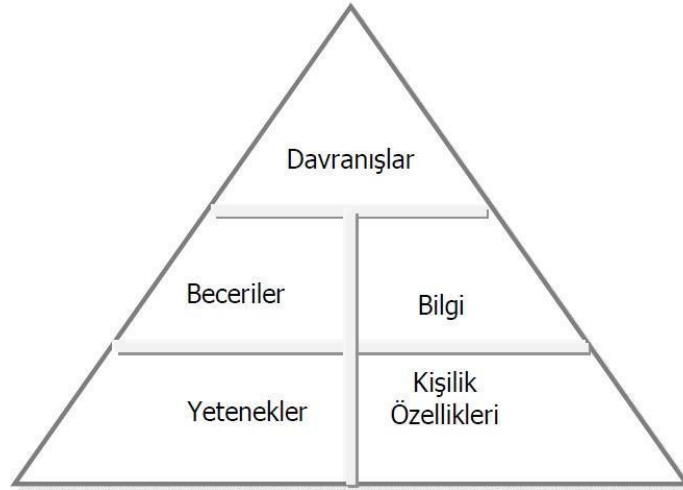 Davranışlar
Beceriler
Bilgi
Yetenekler
Kişilik
Özellikleri